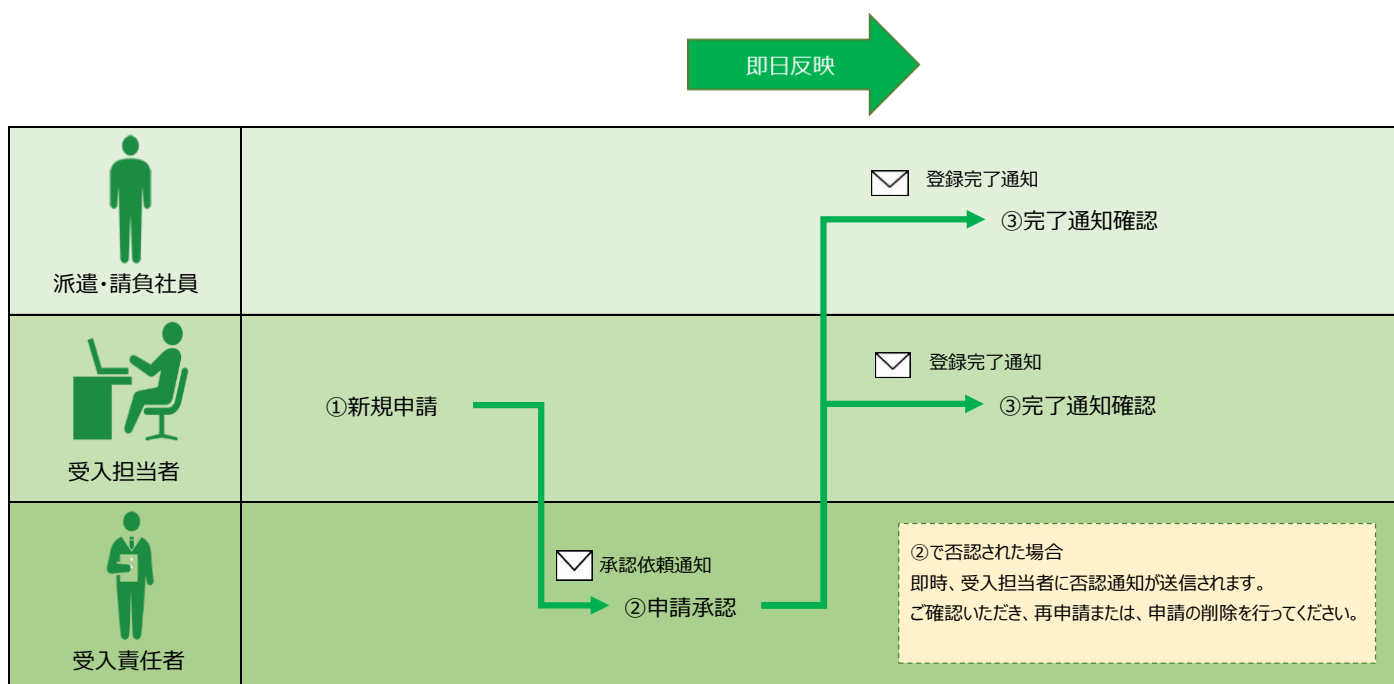 即日反映
登録完了通知
③完了通知確認
派遣・請負社員
登録完了通知
①新規申請
③完了通知確認
受入担当者
承認依頼通知
②申請承認
②で否認された場合
即時、受入担当者に否認通知が送信されます。
ご確認いただき、再申請または、申請の削除を行ってください。
受入責任者